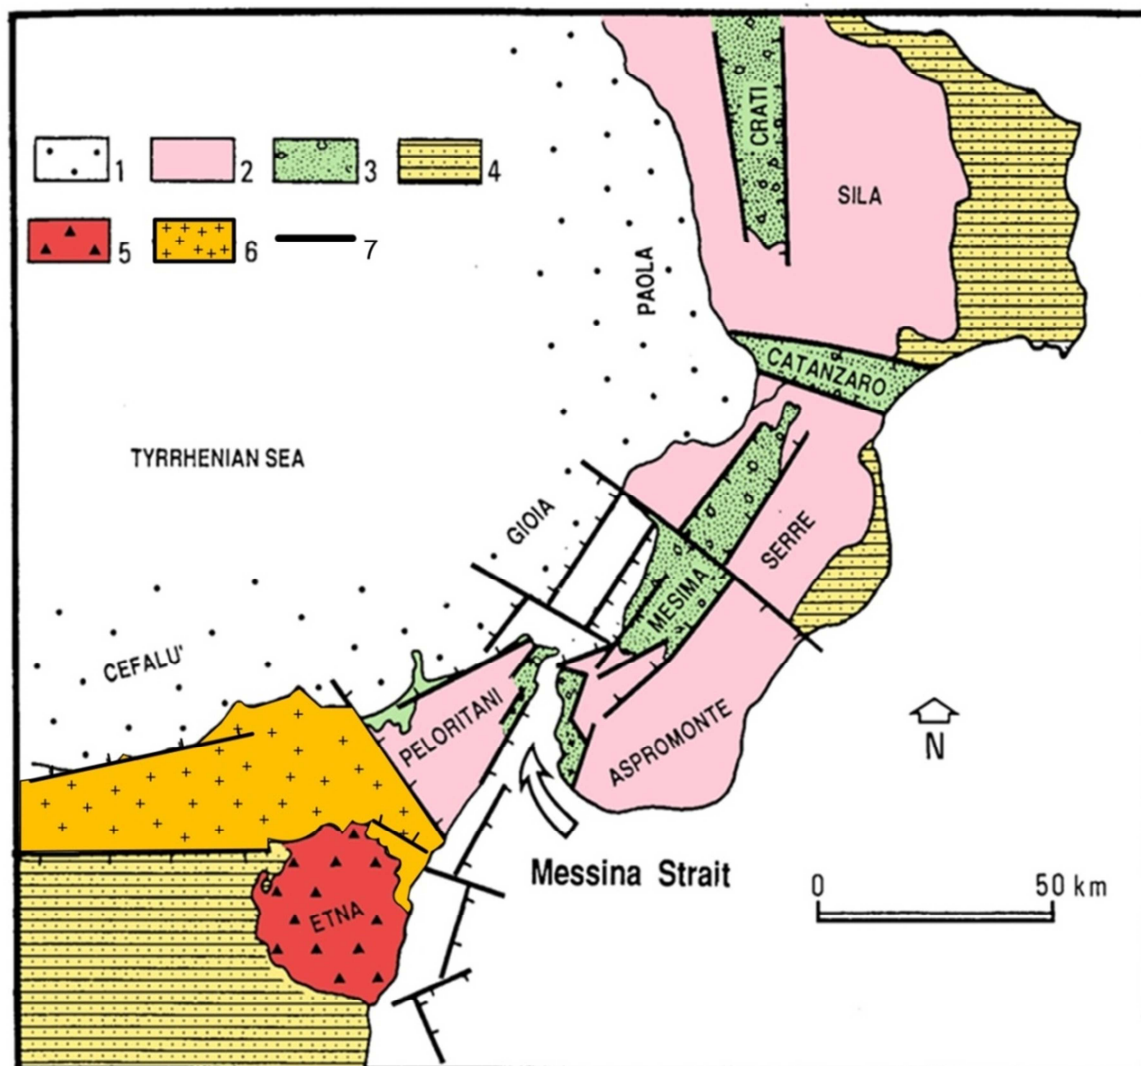 CRATI
SILA
1
2
3
4
5
6
7
PAOLA
CATANZARO
TYRRHENIAN SEA
GIOIA
SERRE
MESIMA
CEFALU'
PELORITANI
ASPROMONTE
N
Messina Strait
0 50 km
ETNA